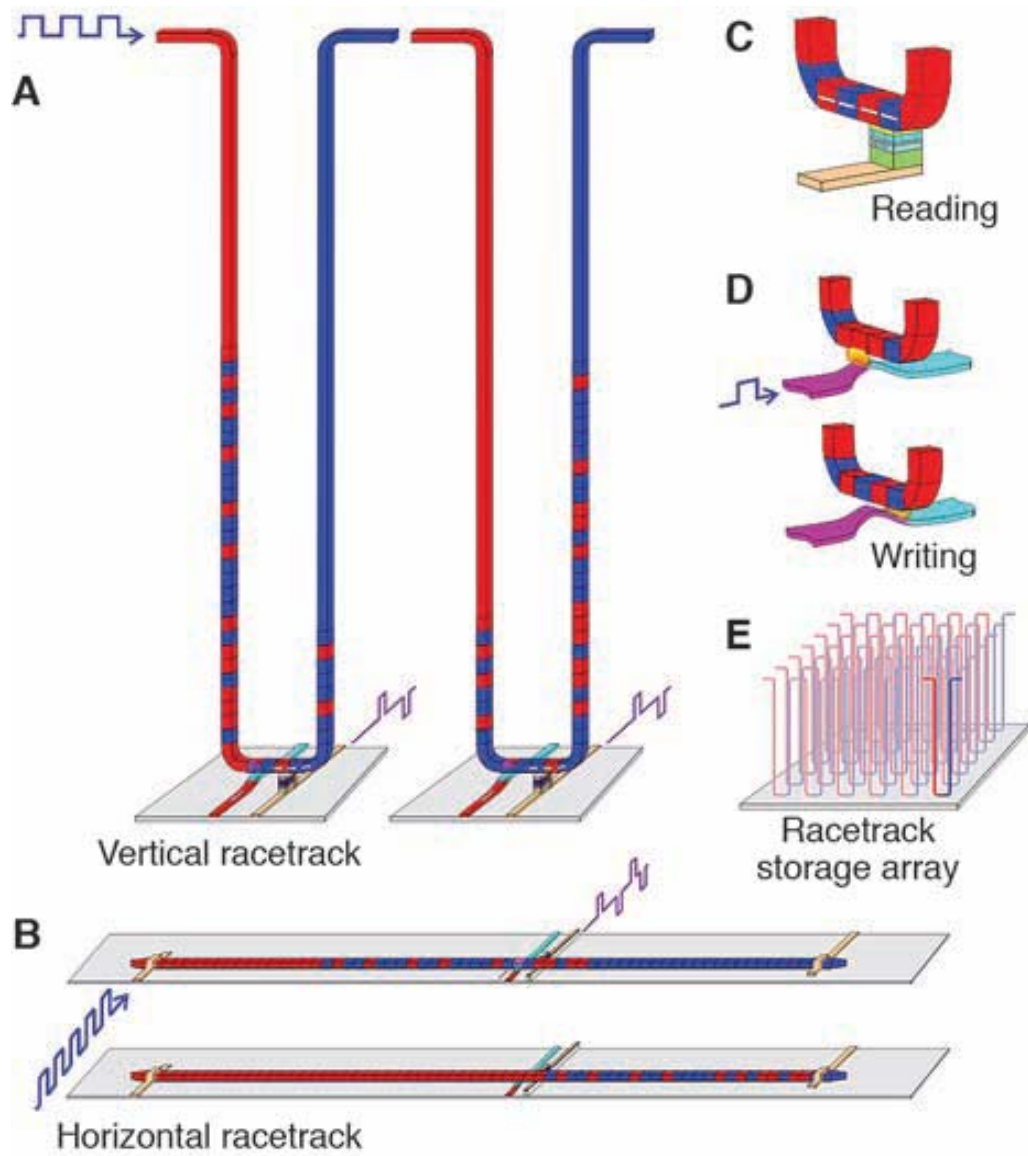 A
Vertical racetrack
B
Horizontal racetrack
C
Reading
D
Writing
E
Racetrack
storage array